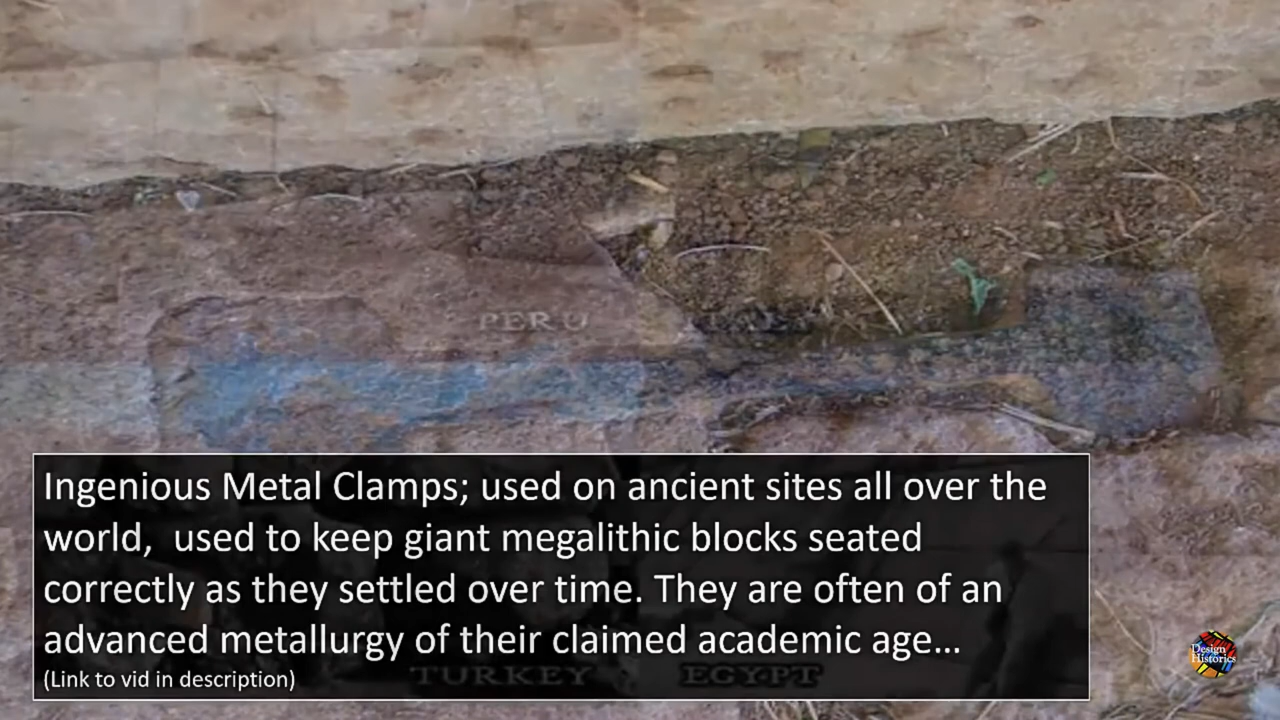 PERU
Ingenious Metal Clamps; used on ancient sites all over the
world,  used to keep giant megalithic blocks seated
correctly as they settled over time. They are often of an
advanced metallurgy of their claimed academic age...
(Link to vid in description)
TURKEY EGYPT
Design
Historics